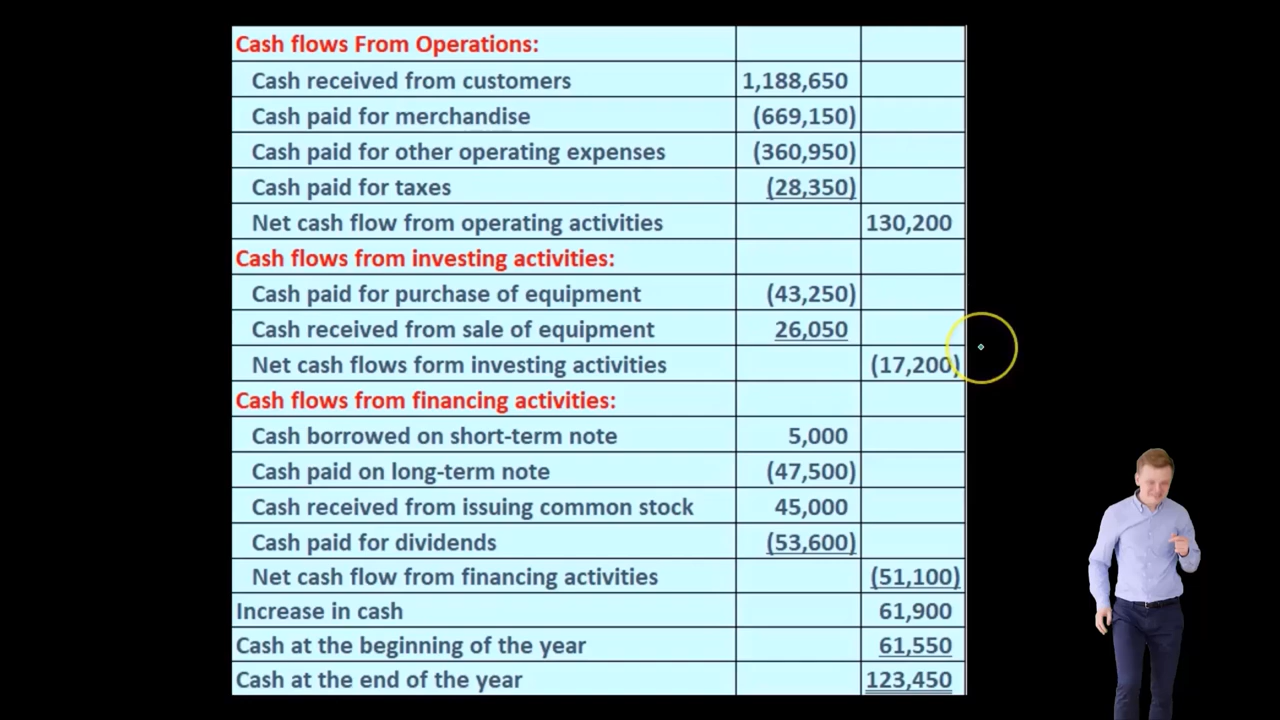 Cash flows From Operations:
Cash received from customers 1,188,650
Cash paid for merchandise (669,150)
Cash paid for other operating expenses (360,950)
Cash paid for taxes (28,350)
Net cash flow from operating activities 130,200
Cash flows from investing activities:
Cash paid for purchase of equipment (43,250)
Cash received from sale of equipment 26,050
Net cash flows form investing activities (17,200)
Cash flows from financing activities:
Cash borrowed on short-term note 5,000
Cash paid on long-term note (47,500)
Cash received from issuing common stock 45,000
Cash paid for dividends (53,600)
Net cash flow from financing activities (51,100)
Increase in cash 61,900
Cash at the beginning of the year 61,550
Cash at the end of the year 123,450